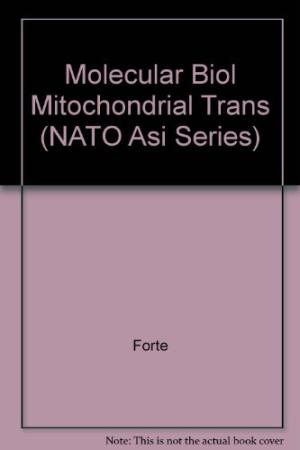 Molecular Biol
Mitochondrial Trans
(NATO Asi Series)
Forte
Note: This is not the actual book cover